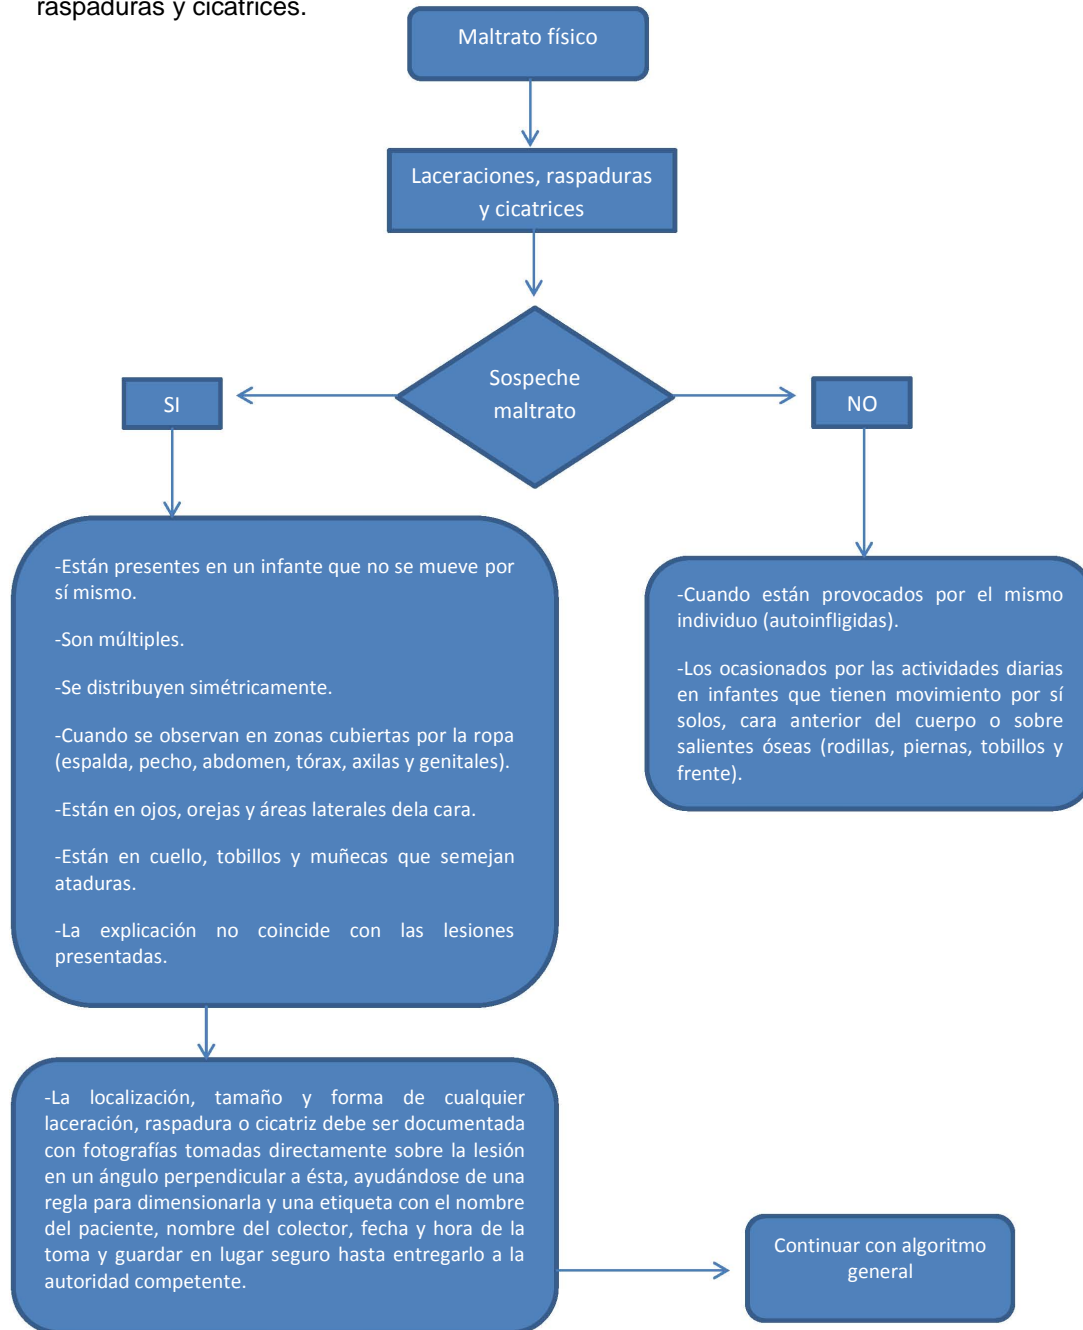 raspaduras y cicatrices.
Maltrato físico
Laceraciones, raspaduras
y cicatrices
Sospeche
maltrato
SI
NO
-Están presentes en un infante que no se mueve por
sí mismo.
-Son múltiples.
-Se distribuyen simétricamente.
-Cuando se observan en zonas cubiertas por la ropa
(espalda, pecho, abdomen, tórax, axilas y genitales).
-Están en ojos, orejas y áreas laterales dela cara.
-Están en cuello, tobillos y muñecas que semejan
ataduras.
-La explicación no coincide con las lesiones
presentadas.
-Cuando están provocados por el mismo
individuo (autoinfligidas).
-Los ocasionados por las actividades diarias
en infantes que tienen movimiento por sí
solos, cara anterior del cuerpo o sobre
salientes óseas (rodillas, piernas, tobillos y
frente).
-La localización, tamaño y forma de cualquier
laceración, raspadura o cicatriz debe ser documentada
con fotografías tomadas directamente sobre la lesión
en un ángulo perpendicular a ésta, ayudándose de una
regla para dimensionarla y una etiqueta con el nombre
del paciente, nombre del colector, fecha y hora de la
toma y guardar en lugar seguro hasta entregarlo a la
autoridad competente.
Continuar con algoritmo
general